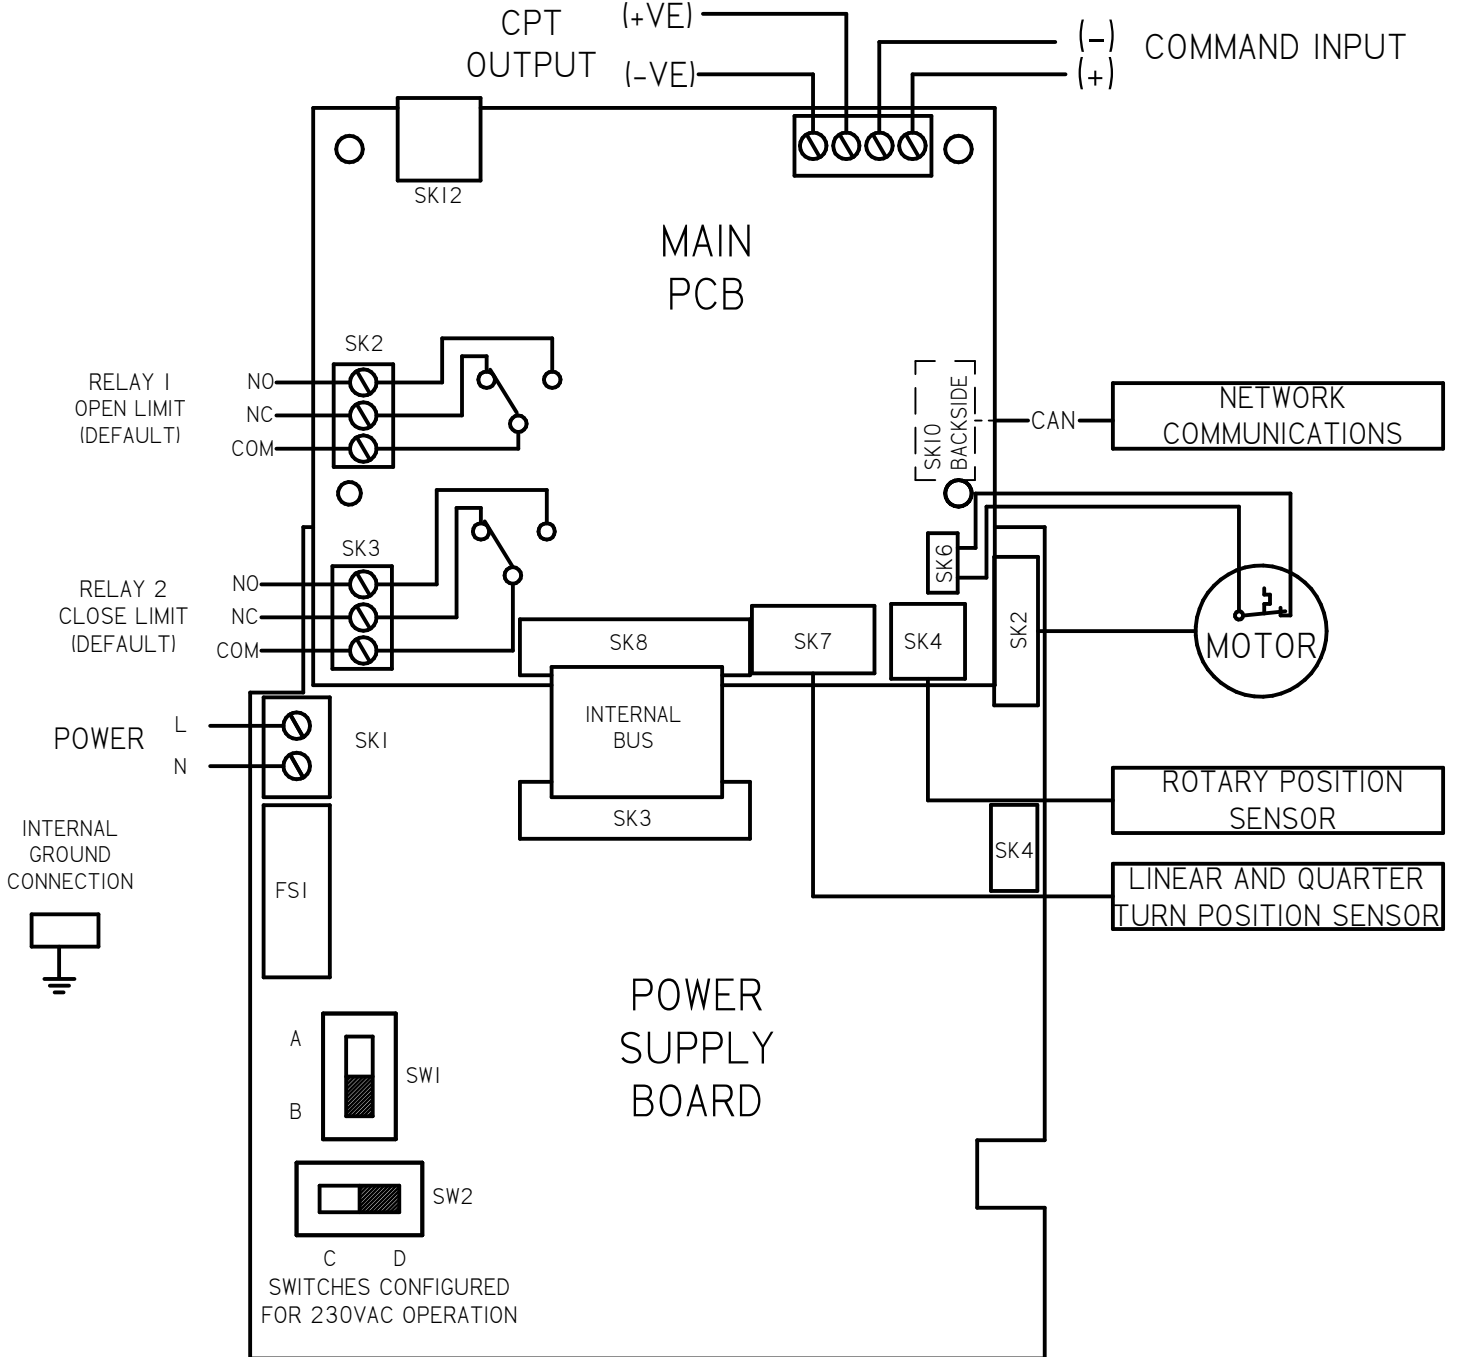 CPT
OUTPUT
(+VE)
(-VE)
(-)
(+)
COMMAND INPUT
SK12
MAIN
PCB
SK2
RELAY 1
OPEN LIMIT
(DEFAULT)
NO
NC
COM
SK10
BACKSIDE
CAN
NETWORK
COMMUNICATIONS
SK3
RELAY 2
CLOSE LIMIT
(DEFAULT)
NO
NC
COM
SK6
SK8
SK7
SK4
SK2
MOTOR
POWER
L
N
SK1
INTERNAL
BUS
SK3
ROTARY POSITION
SENSOR
SK4
LINEAR AND QUARTER
TURN POSITION SENSOR
INTERNAL
GROUND
CONNECTION
FS1
POWER
SUPPLY
BOARD
A
B
SW1
SW2
C D
SWITCHES CONFIGURED
FOR 230VAC OPERATION